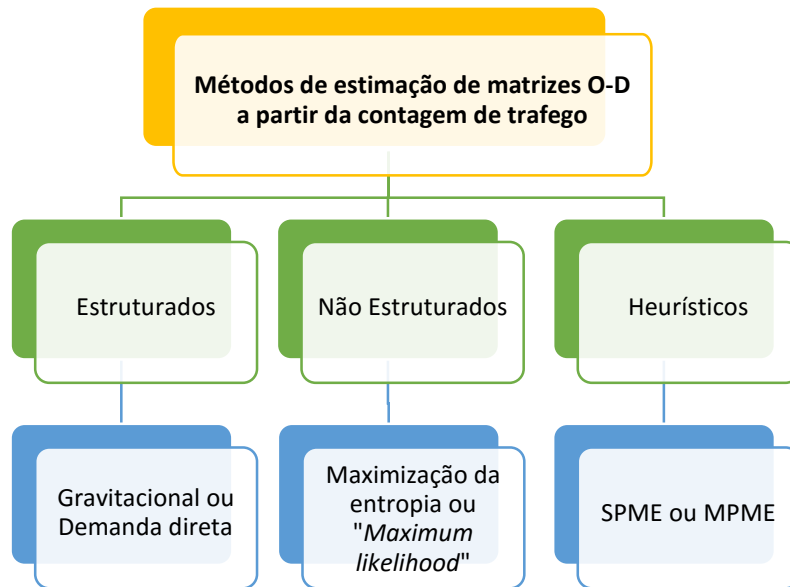 Métodos de estimação de matrizes O-D
a partir da contagem de trafego
Estruturados
Não Estruturados
Heurísticos
Gravitacional ou
Demanda direta
Maximização da
entropia ou
"Maximum
likelihood"
SPME ou MPME